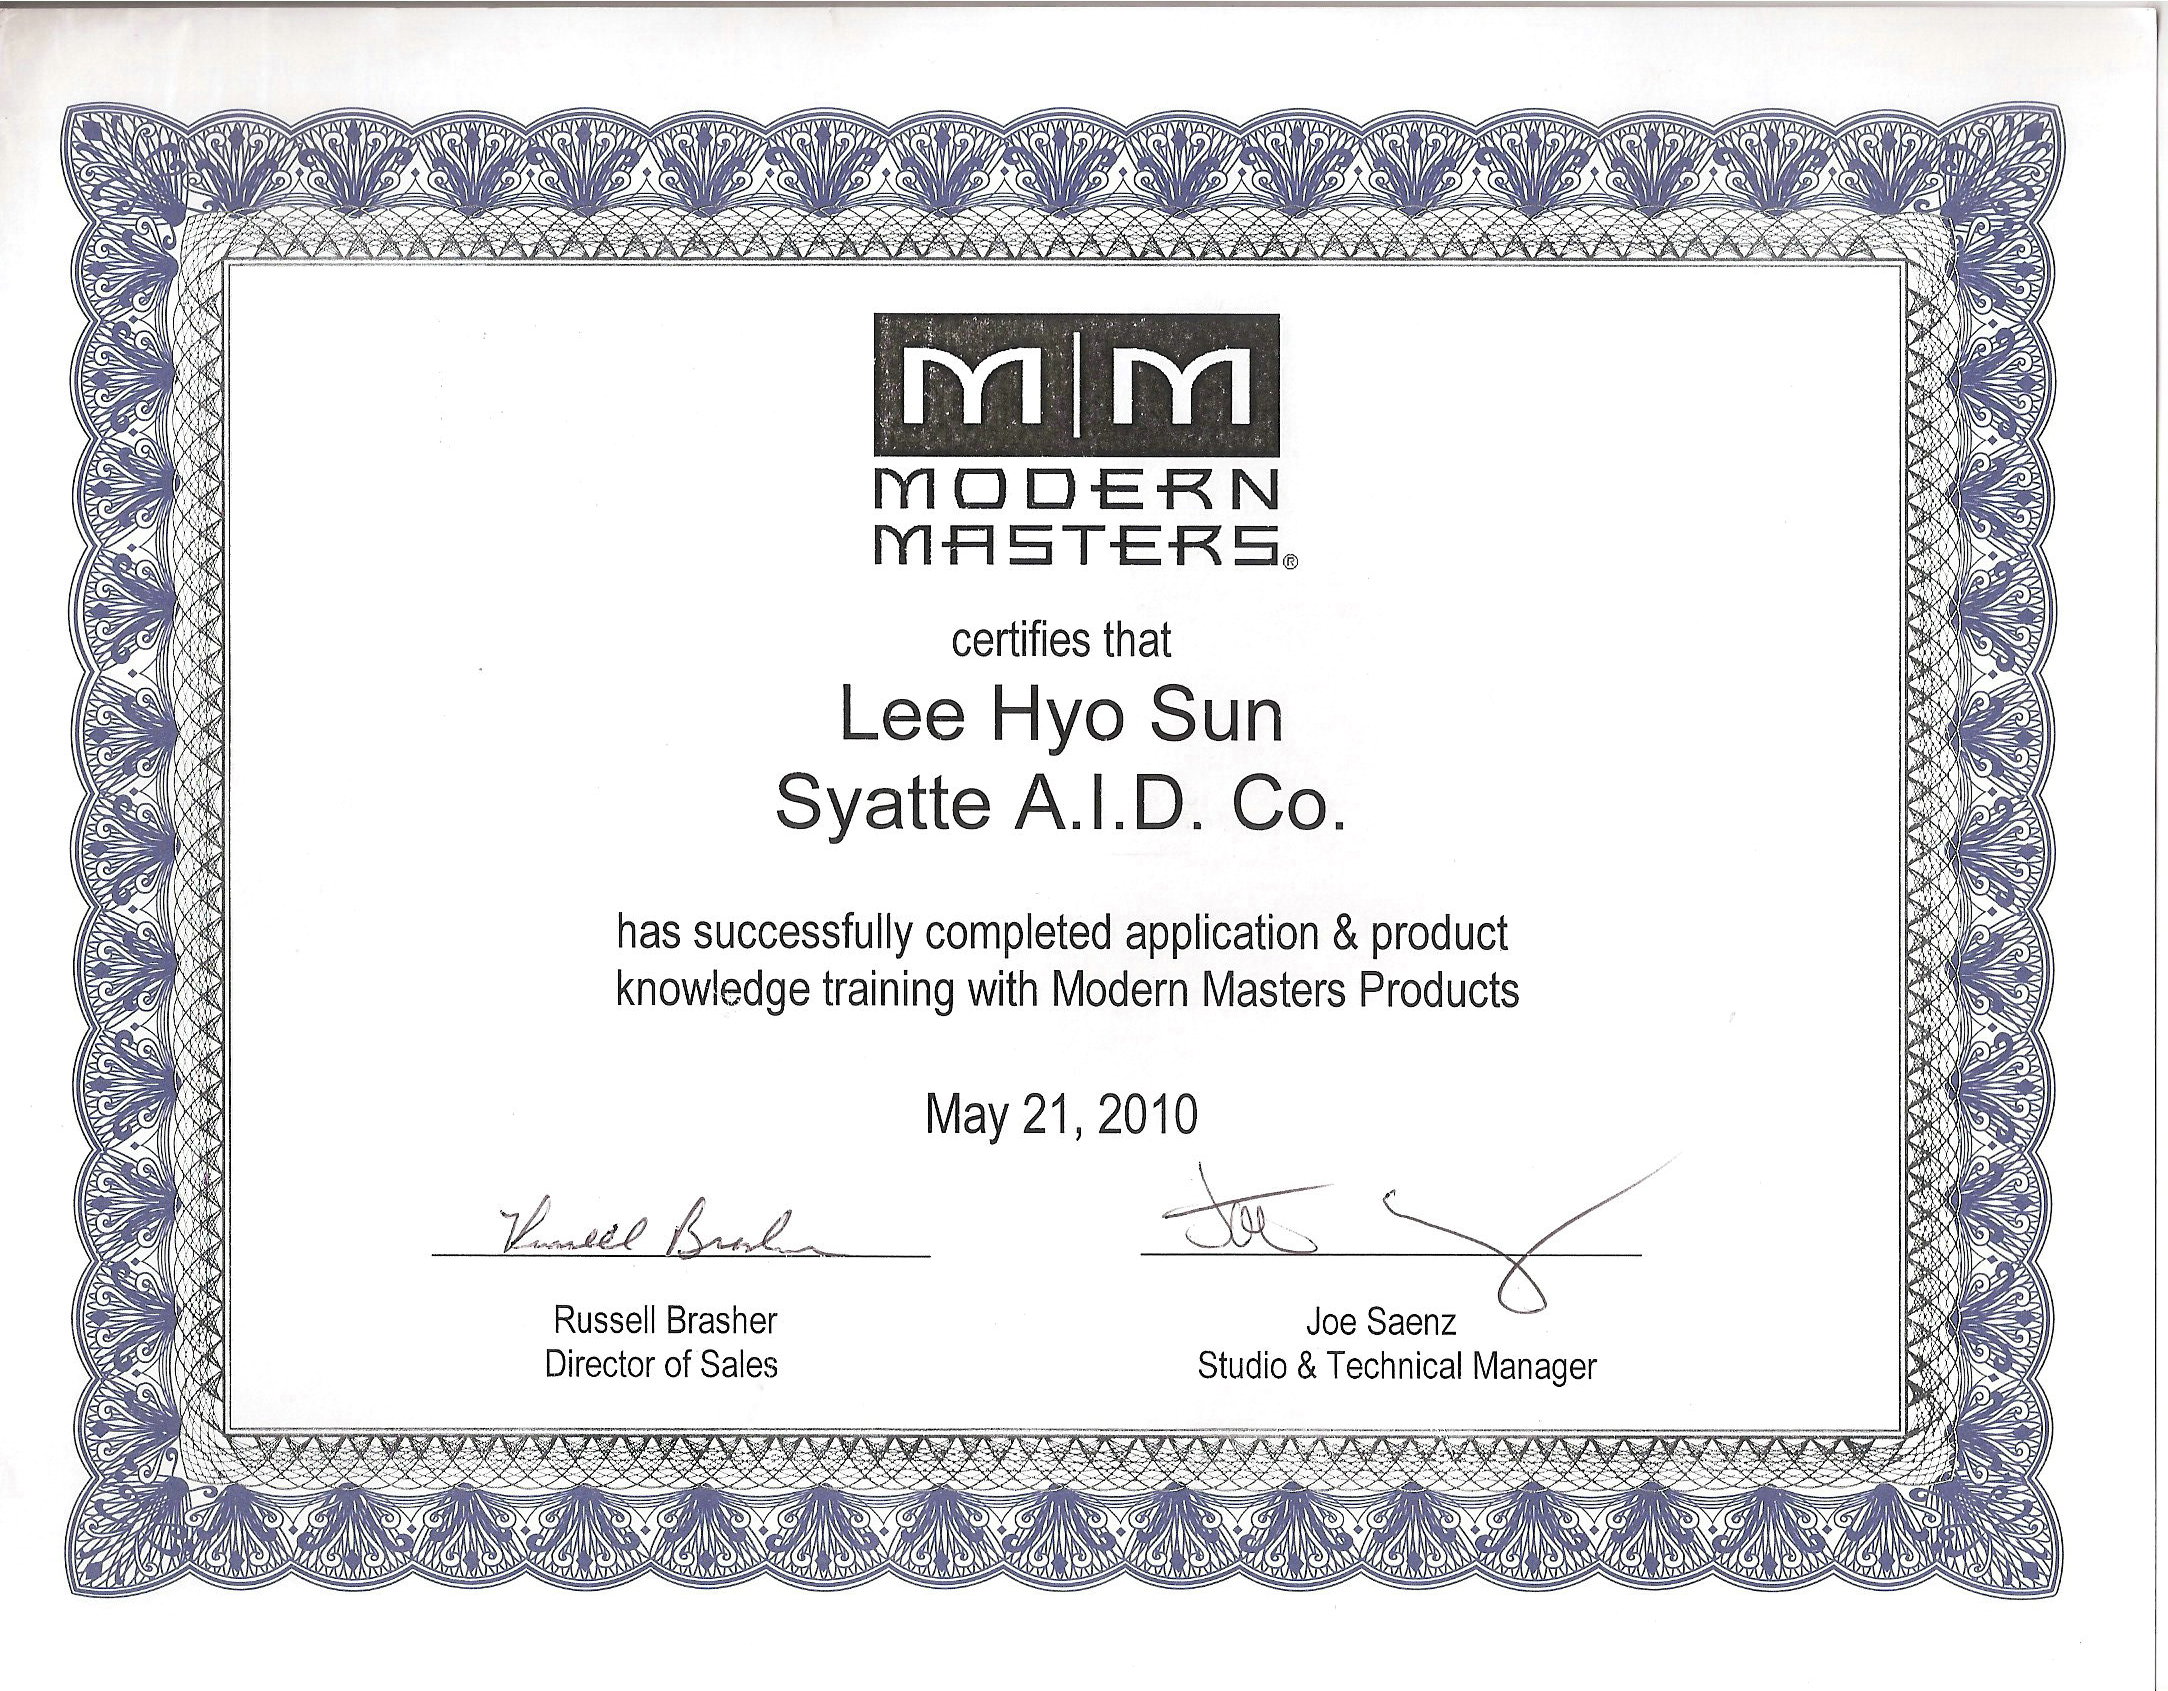 M|M
MODERN
MASTERS®
certifies that
Lee Hyo Sun
Syatte A.I.D. Co.
has successfully completed application & product
knowledge training with Modern Masters Products
May 21, 2010
Russell Brasher
Joe
Russell Brasher
Director of Sales
Joe Saenz
Studio & Technical Manager